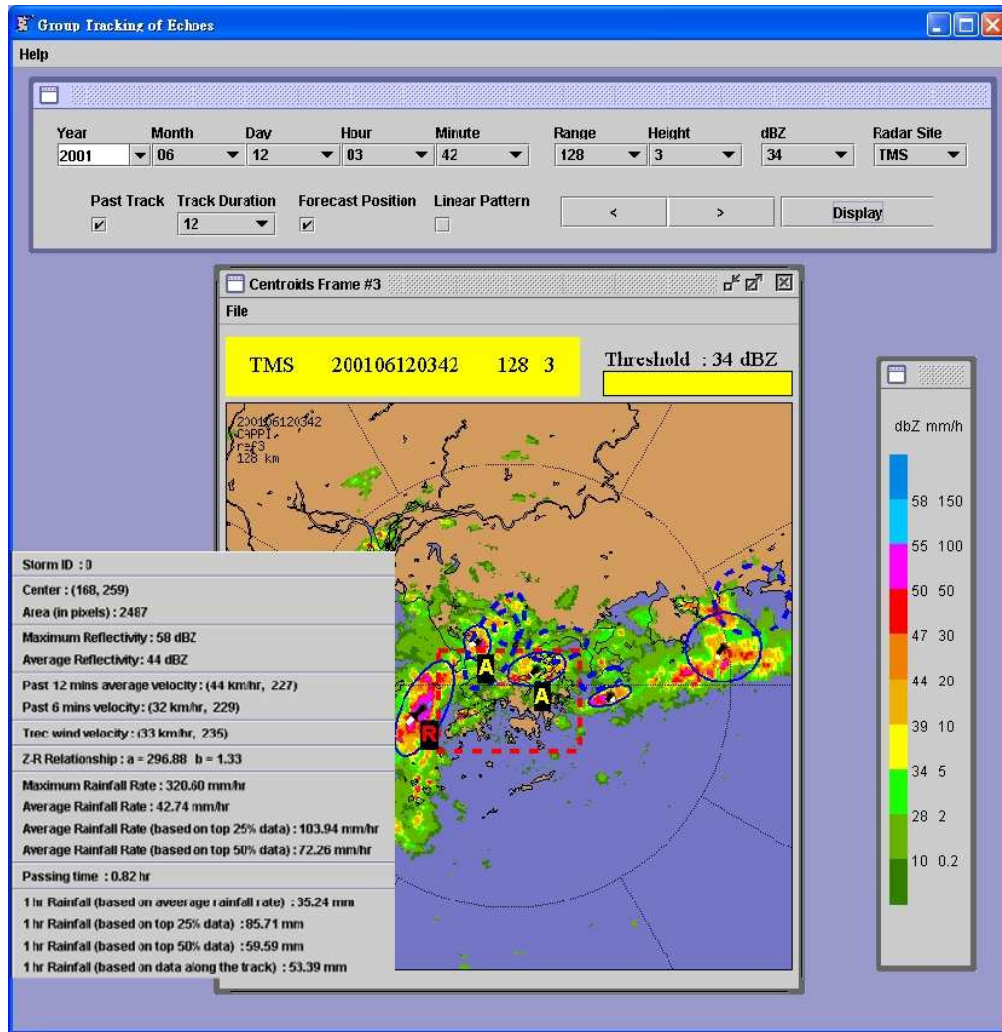 Group Tracking of Echoes
Help
Year Month Day Hour Minute Range Height dBZ Radar Site
2001 06 12 03 42 128 3 34 TMS
Past Track Track Duration Forecast Position Linear Pattern
12 < > Display
Centroids Frame #3
File
TMS 200106120342 128 3
Threshold : 34 dBZ
200106120342
CAPPI
ref3
128 km
A
A
R
Storm ID : 0
Center : (168, 259)
Area (in pixels) : 2487
Maximum Reflectivity : 58 dBZ
Average Reflectivity : 44 dBZ
Past 12 mins average velocity : (44 km/hr, 227)
Past 6 mins velocity : (32 km/hr, 229)
Trec wind velocity : (33 km/hr, 235)
Z-R Relationship : a = 296.88 b = 1.33
Maximum Rainfall Rate : 320.60 mm/hr
Average Rainfall Rate : 42.74 mm/hr
Average Rainfall Rate (based on top 25% data) : 103.94 mm/hr
Average Rainfall Rate (based on top 50% data) : 72.26 mm/hr
Passing time : 0.82 hr
1 hr Rainfall (based on aveerage rainfall rate) : 35.24 mm
1 hr Rainfall (based on top 25% data) : 85.71 mm
1 hr Rainfall (based on top 50% data) : 59.59 mm
1 hr Rainfall (based on data along the track) : 53.39 mm
dbZ mm/h
58 150
55 100
50 50
47 30
44 20
39 10
34 5
28 2
10 0.2